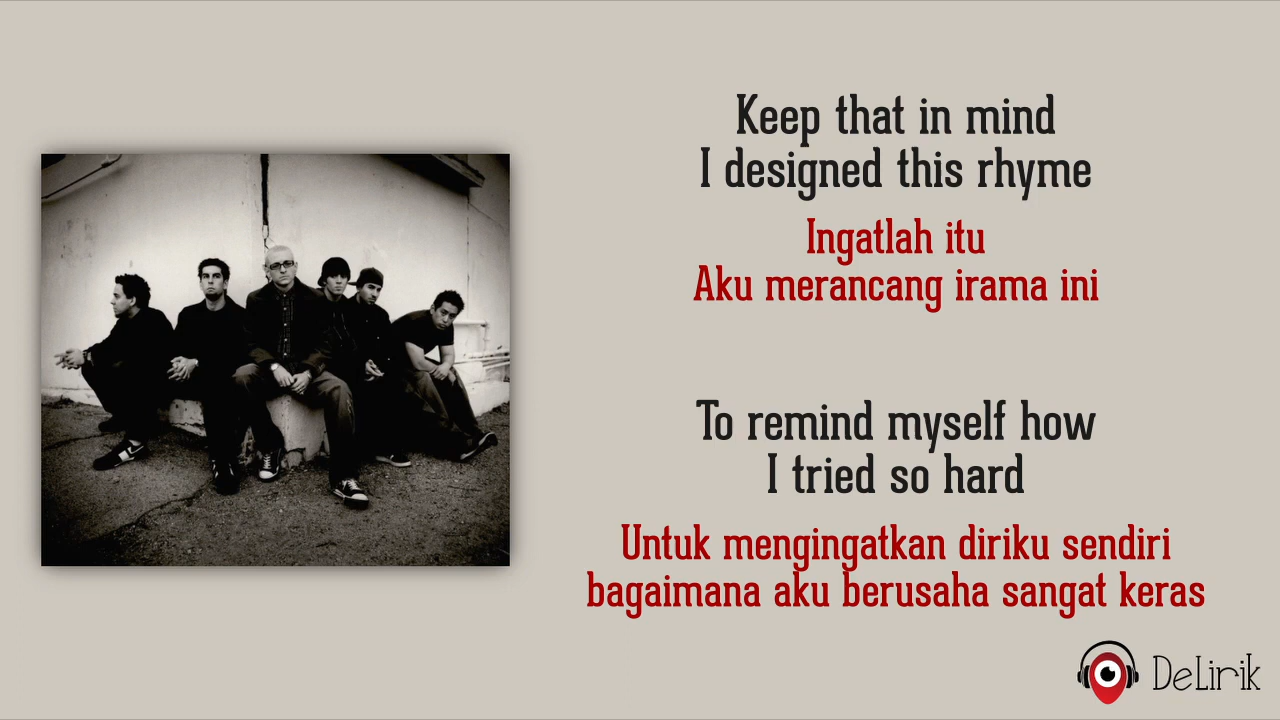 Keep that in mind
I designed this rhyme
Ingatlah itu
Aku merancang irama ini
To remind myself how
I tried so hard
Untuk mengingatkan diriku sendiri
bagaimana aku berusaha sangat keras
DeLirik